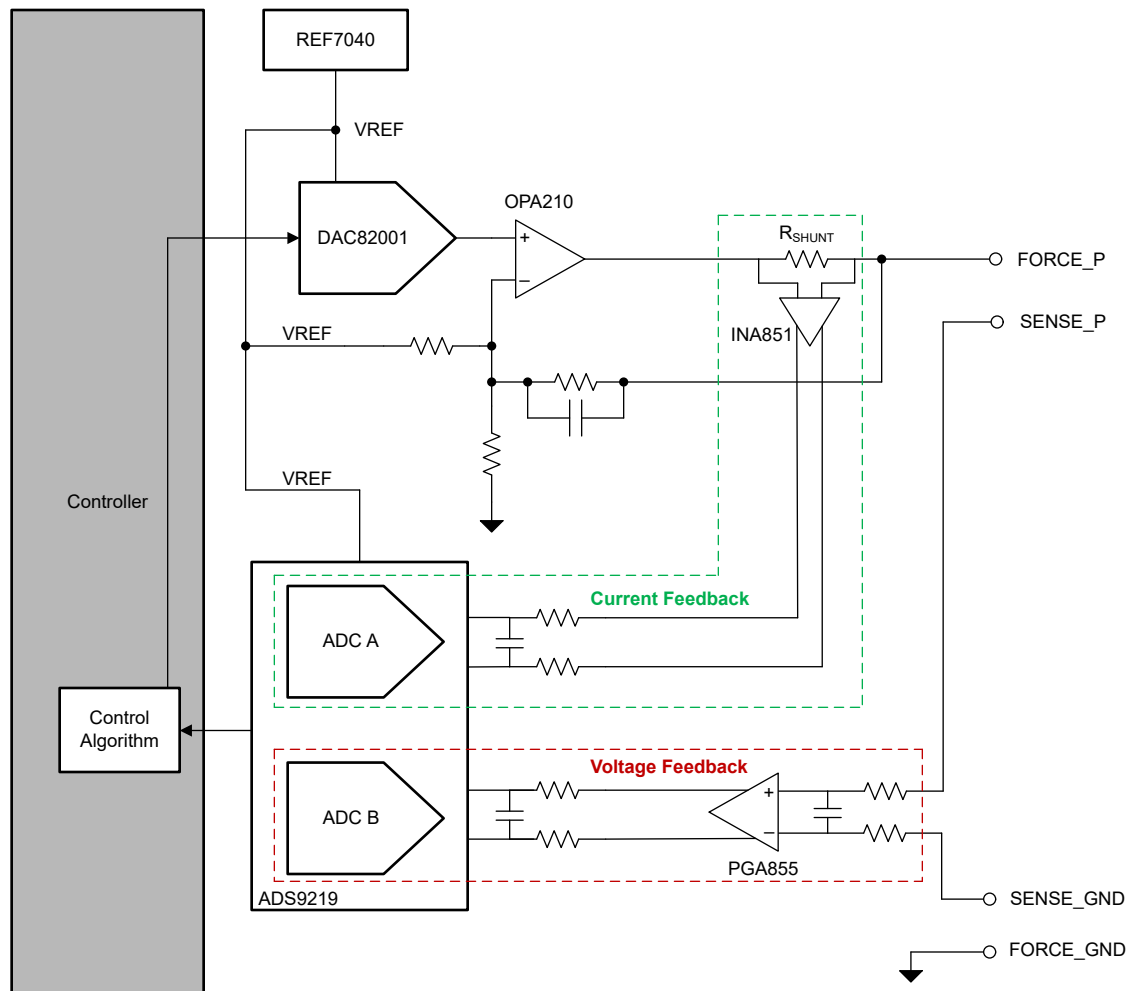 REF7040
VREF
OPA210
DAC82001
+
−
R_SHUNT
FORCE_P
SENSE_P
INA851
VREF
VREF
Controller
Current Feedback
ADC A
Control
Algorithm
Voltage Feedback
ADC B
+
−
PGA855
ADS9219
SENSE_GND
FORCE_GND